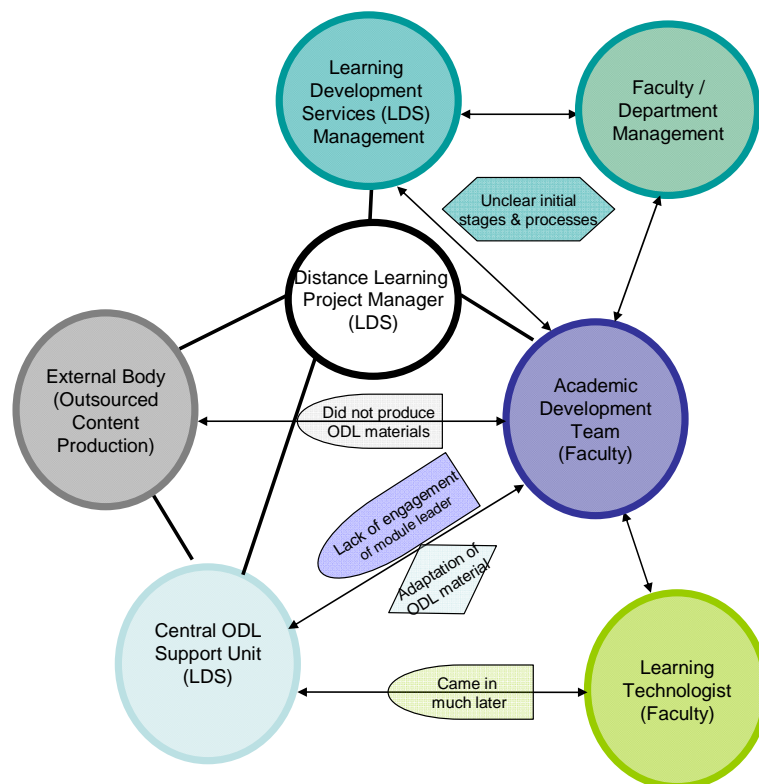 Learning
Development
Services (LDS)
Management
Faculty /
Department
Management
Unclear initial
stages & processes
Distance Learning
Project Manager
(LDS)
External Body
(Outsourced
Content
Production)
Did not produce
ODL materials
Academic
Development
Team
(Faculty)
Lack of engagement
of module leader
Adaptation of
ODL material
Central ODL
Support Unit
(LDS)
Came in
much later
Learning
Technologist
(Faculty)